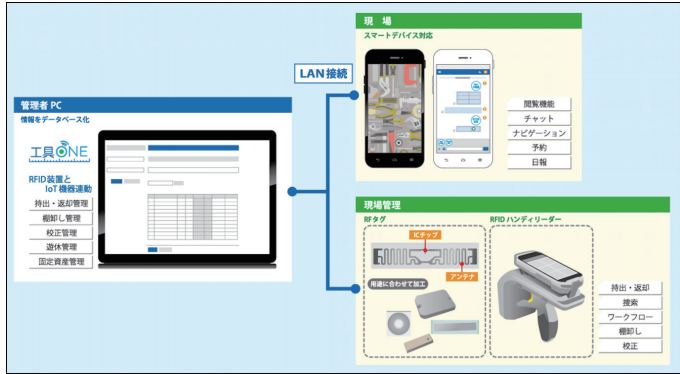 管理者 PC
情報をデータベース化
工具ONE
RFID装置と
IoT機器連動
持出・返却管理
棚卸し管理
校正管理
遊休管理
固定資産管理
LAN接続
現 場
スマートデバイス対応
閲覧機能
チャット
ナビゲーション
予約
日報
現場管理
RFタグ
ICチップ
アンテナ
用途に合わせて加工
RFID ハンディリーダー
持出・返却
捜索
ワークフロー
棚卸し
校正